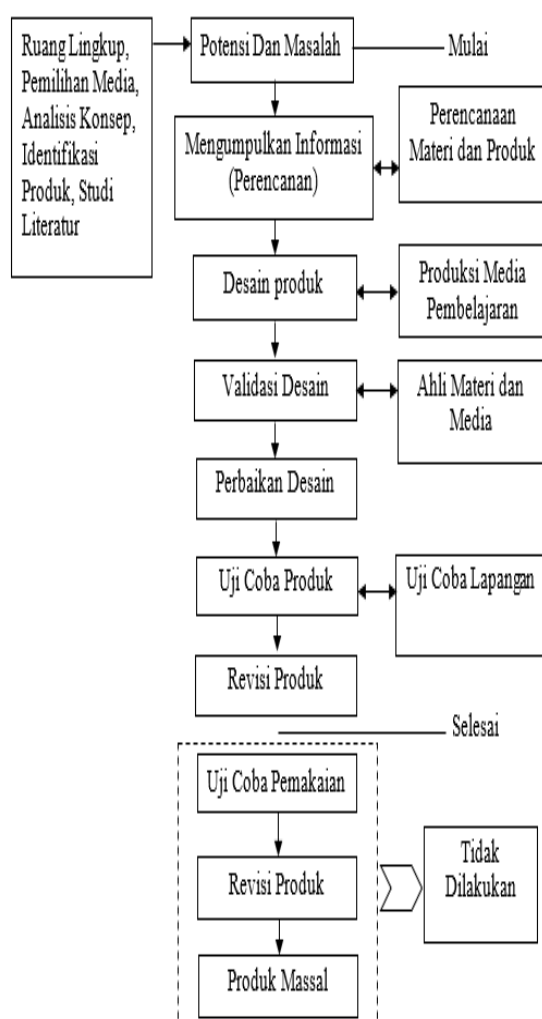 Ruang Lingkup,
Pemilihan Media,
Analisis Konsep,
Identifikasi
Produk, Studi
Literatur
Potensi Dan Masalah
Mulai
Mengumpulkan Informasi
(Perencanan)
Perencanaan
Materi dan Produk
Desain produk
Produksi Media
Pembelajaran
Validasi Desain
Ahli Materi dan
Media
Perbaikan Desain
Uji Coba Produk
Uji Coba Lapangan
Revisi Produk
Selesai
Uji Coba Pemakaian
Revisi Produk
Tidak
Dilakukan
Produk Massal